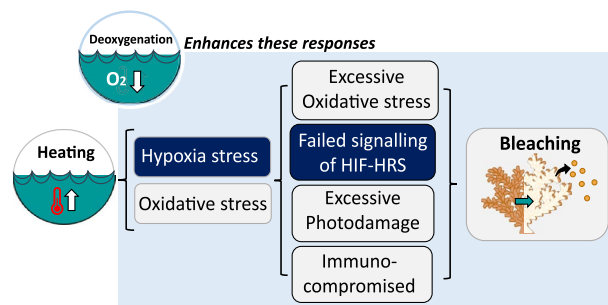 Deoxygenation
Enhances these responses
O2
Heating
Hypoxia stress
Oxidative stress
Excessive
Oxidative stress
Failed signalling
of HIF-HRS
Excessive
Photodamage
Immuno-
compromised
Bleaching